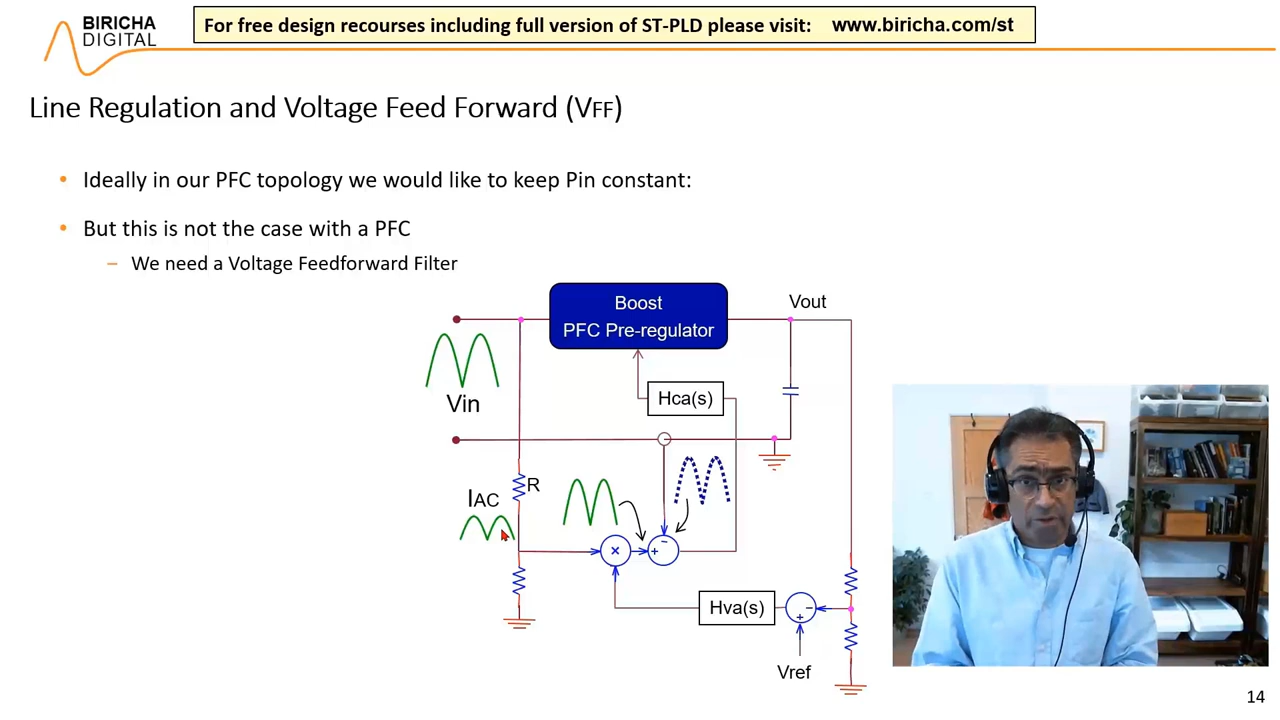 BIRICHA
DIGITAL
For free design recourses including full version of ST-PLD please visit: www.biricha.com/st
Line Regulation and Voltage Feed Forward (VFF)
• Ideally in our PFC topology we would like to keep Pin constant:
• But this is not the case with a PFC
– We need a Voltage Feedforward Filter
Boost
PFC Pre-regulator
Vout
Vin
Hca(s)
IAC
R
×
+
−
Hva(s)
−
+
Vref
14